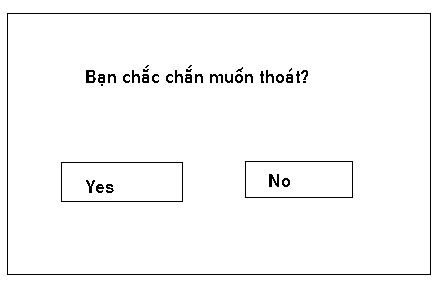 Bạn chắc chắn muốn thoát?
Yes
No